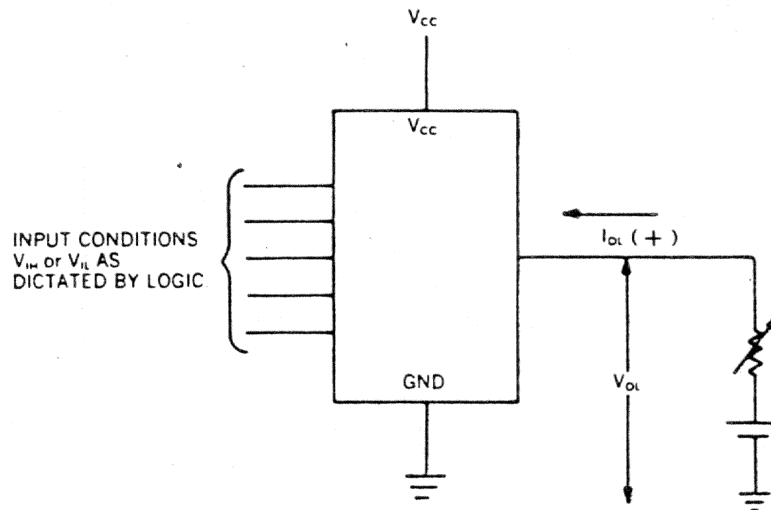 Vcc
Vcc
INPUT CONDITIONS
VIH or VIL AS
DICTATED BY LOGIC
IOL (+)
VOL
GND